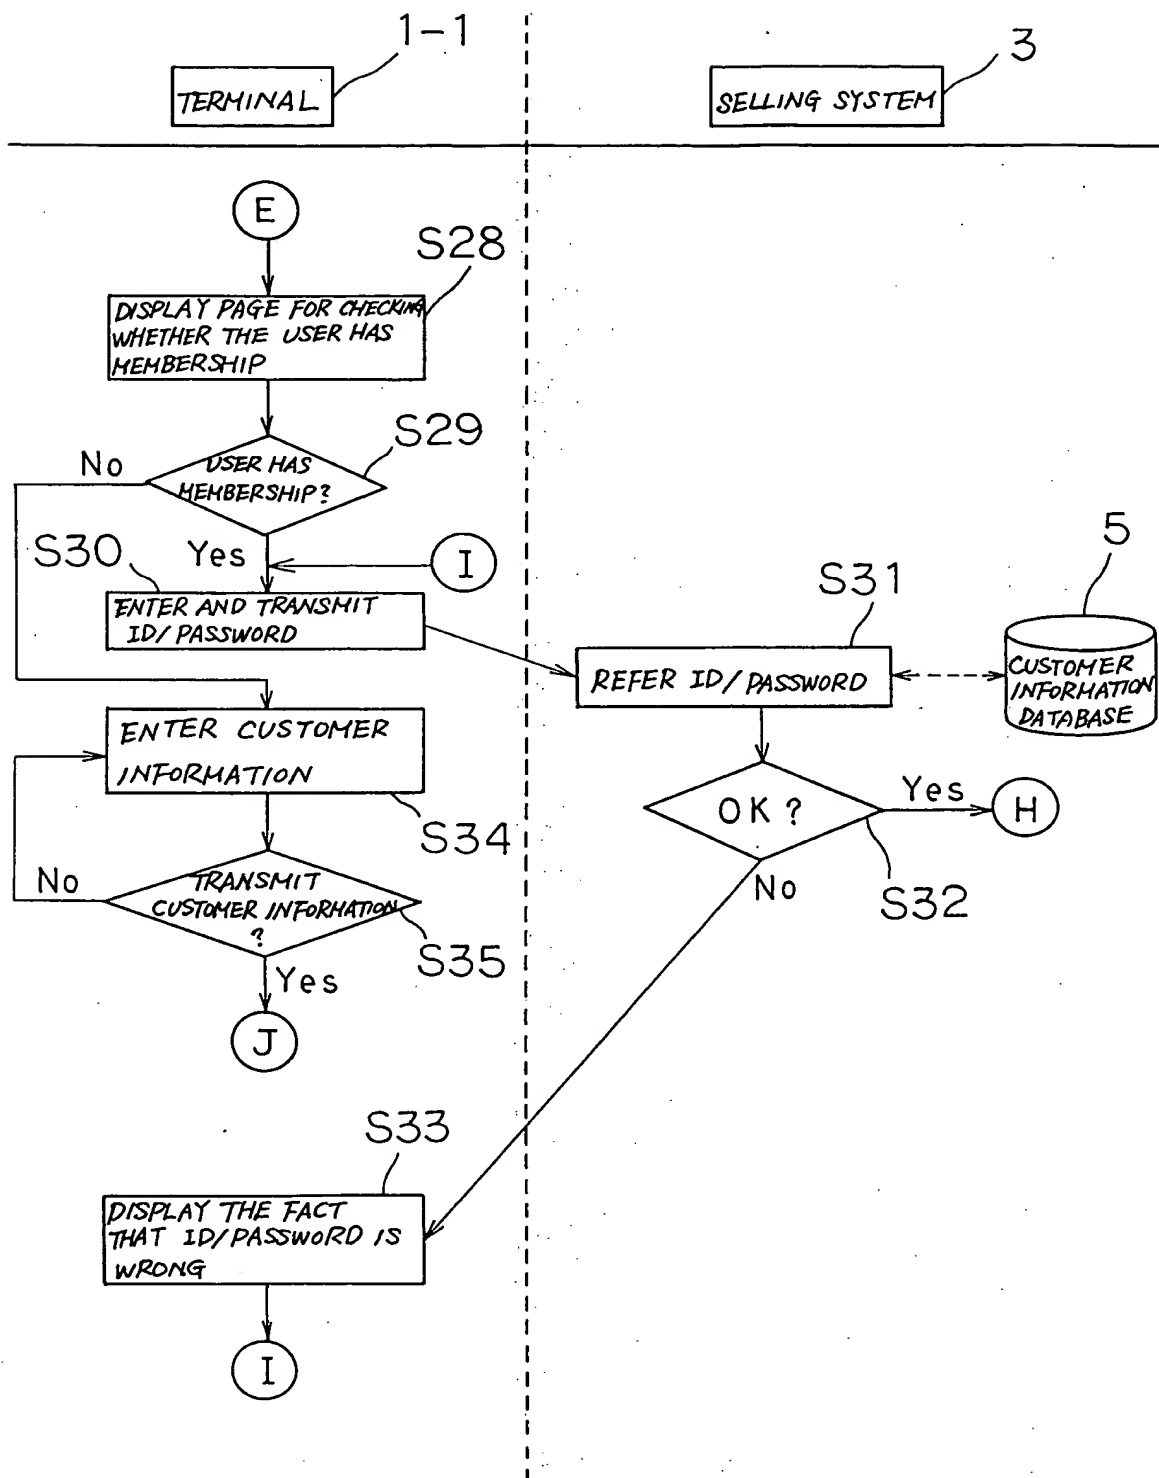 1-1
3
TERMINAL
SELLING SYSTEM
E
S28
DISPLAY PAGE FOR CHECKING
WHETHER THE USER HAS
MEMBERSHIP
S29
No
USER HAS
MEMBERSHIP?
S30
Yes
I
ENTER AND TRANSMIT
ID/PASSWORD
S31
5
REFER ID/PASSWORD
CUSTOMER
INFORMATION
DATABASE
ENTER CUSTOMER
INFORMATION
S34
OK?
Yes
H
No
S32
No
TRANSMIT
CUSTOMER INFORMATION
?
S35
Yes
J
S33
DISPLAY THE FACT
THAT ID/PASSWORD IS
WRONG
I